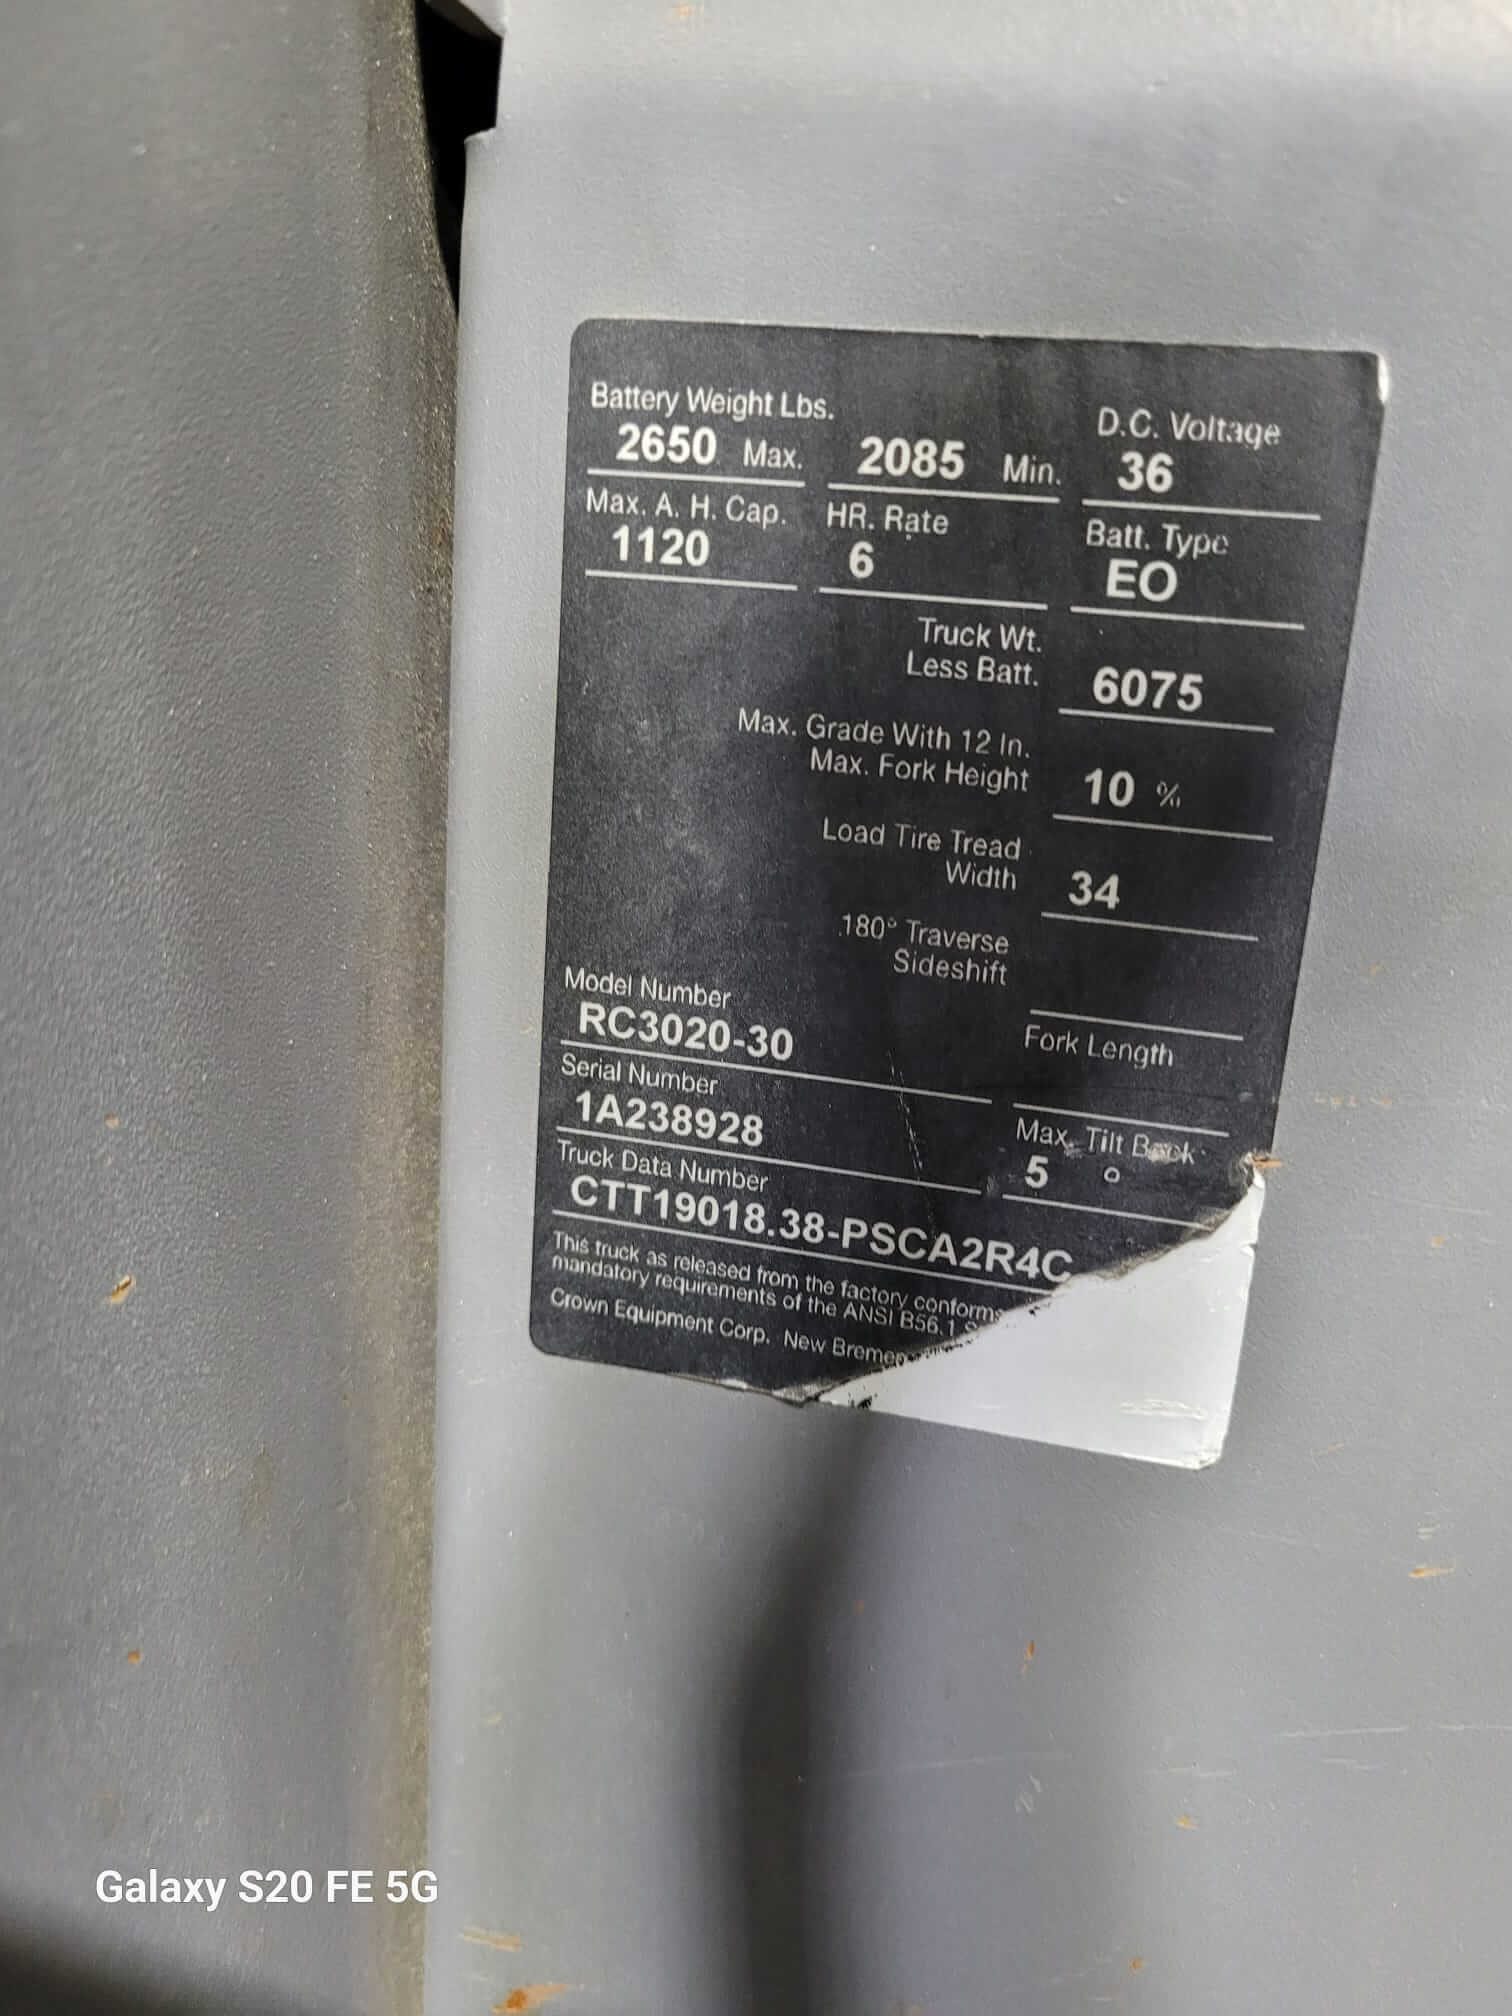 Battery Weight Lbs.
2650 Max. 2085 Min.
D.C. Voltage
36
Max. A. H. Cap.
1120
HR. Rate
6
Batt. Type
EO
Truck Wt.
Less Batt.
6075
Max. Grade With 12 In.
Max. Fork Height
10 %
Load Tire Tread
Width
34
180° Traverse
Sideshift
Model Number
RC3020-30
Fork Length
Serial Number
1A238928
Max. Tilt Back
5 °
Truck Data Number
CTT19018.38-PSCA2R4C
This truck as released from the factory conforms
mandatory requirements of the ANSI B56.1
Crown Equipment Corp. New Bremen
Galaxy S20 FE 5G